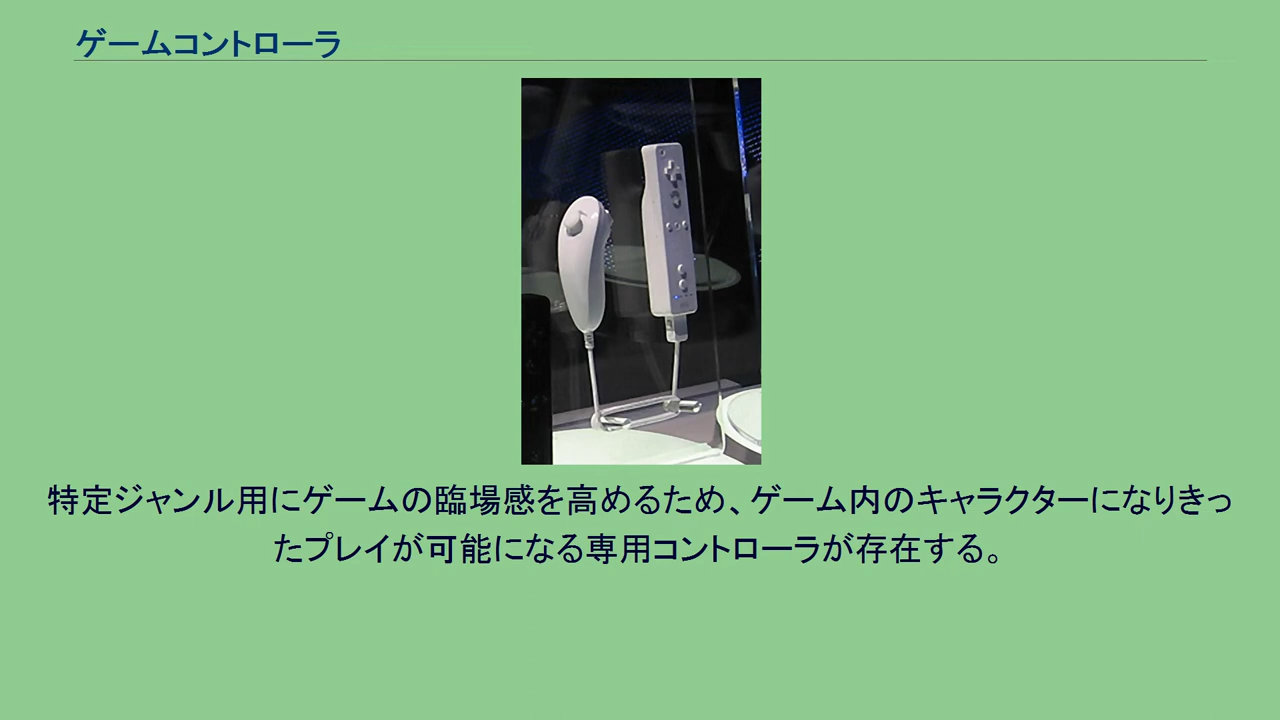 ゲームコントローラ
特定ジャンル用にゲームの臨場感を高めるため、ゲーム内のキャラクターになりきっ
たプレイが可能になる専用コントローラが存在する。